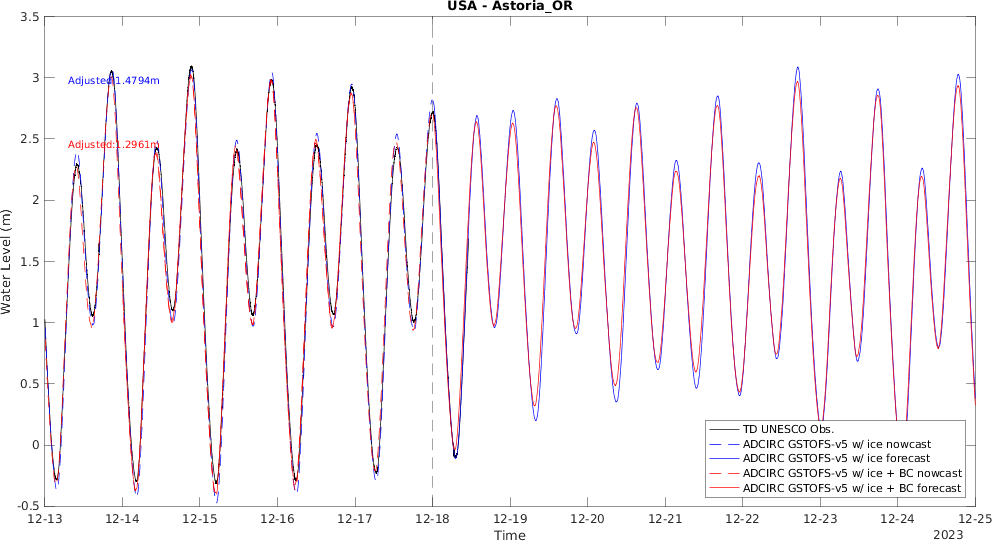 USA - Astoria_OR
3.5
3
2.5
2
1.5
1
0.5
0
-0.5
Water Level (m)
Adjusted:1.4794m
Adjusted:1.2961m
TD UNESCO Obs.
ADCIRC GSTOFS-v5 w/ ice nowcast
ADCIRC GSTOFS-v5 w/ ice forecast
ADCIRC GSTOFS-v5 w/ ice + BC nowcast
ADCIRC GSTOFS-v5 w/ ice + BC forecast
12-13 12-14 12-15 12-16 12-17 12-18 12-19 12-20 12-21 12-22 12-23 12-24 12-25
Time
2023